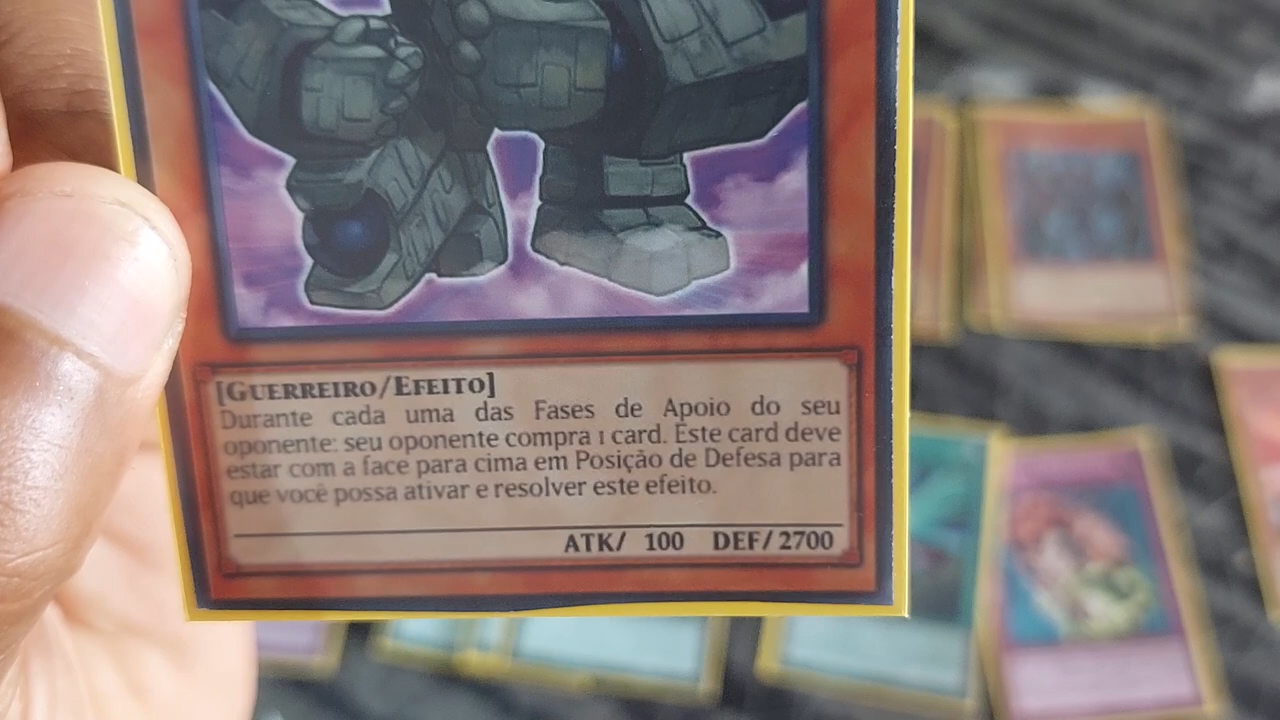 [Guerreiro/Efeito]
Durante cada uma das Fases de Apoio do seu
oponente: seu oponente compra 1 card. Este card deve
estar com a face para cima em Posição de Defesa para
que você possa ativar e resolver este efeito.
ATK/ 100 DEF/2700